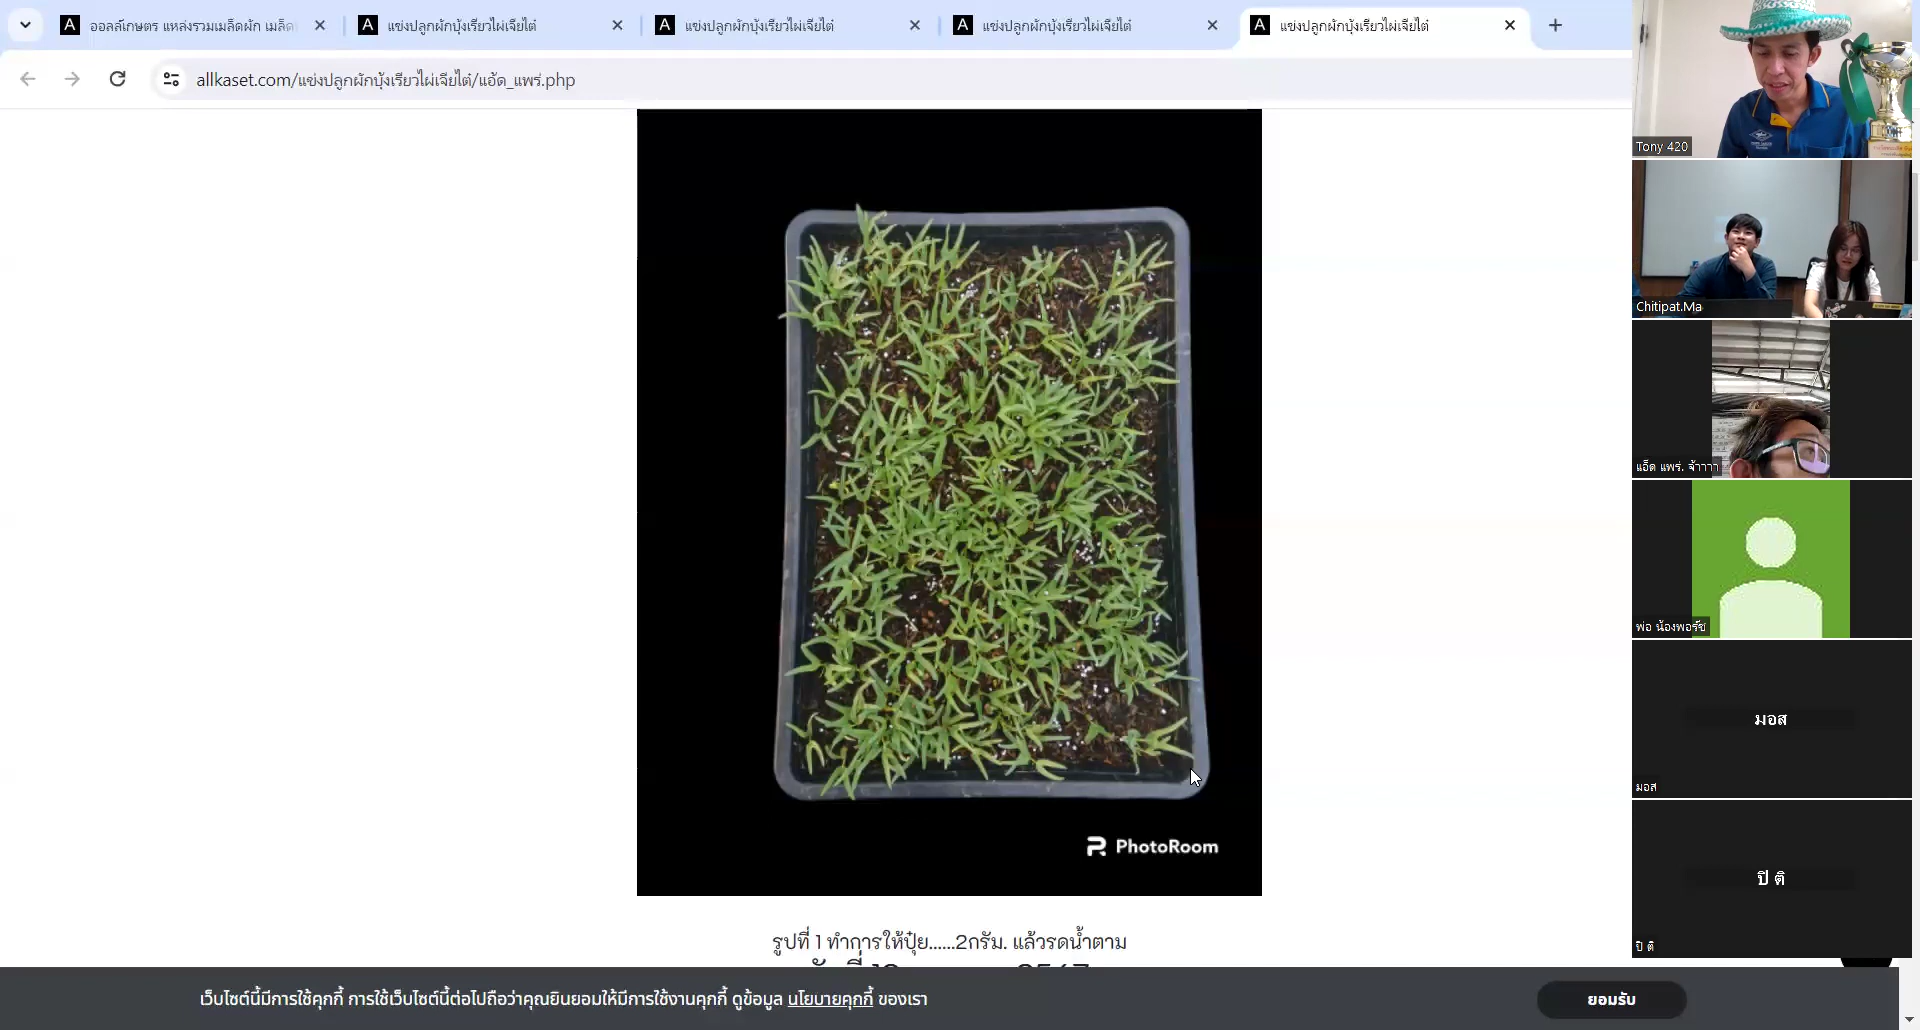 ออลล์เกษตร แหล่งรวมเมล็ดผัก เมล็ด
แข่งปลูกผักบุ้งเรียวไผ่เจียไต๋
แข่งปลูกผักบุ้งเรียวไผ่เจียไต๋
แข่งปลูกผักบุ้งเรียวไผ่เจียไต๋
แข่งปลูกผักบุ้งเรียวไผ่เจียไต๋
allkaset.com/แข่งปลูกผักบุ้งเรียวไผ่เจียไต๋/แอ๊ด_แพร่.php
Tony 420
Chitipat.Ma
แอ็ด แพร่. จ้าาาา
พ่อ น้องพอร์ช
มอส
มอส
ปิ ติ
ปิ ติ
PhotoRoom
รูปที่ 1 ทำการให้ปุ๋ย......2กรัม. แล้วรดน้ำตาม
เว็บไซต์นี้มีการใช้คุกกี้ การใช้เว็บไซต์นี้ต่อไปถือว่าคุณยินยอมให้มีการใช้งานคุกกี้ ดูข้อมูล นโยบายคุกกี้ ของเรา
ยอมรับ